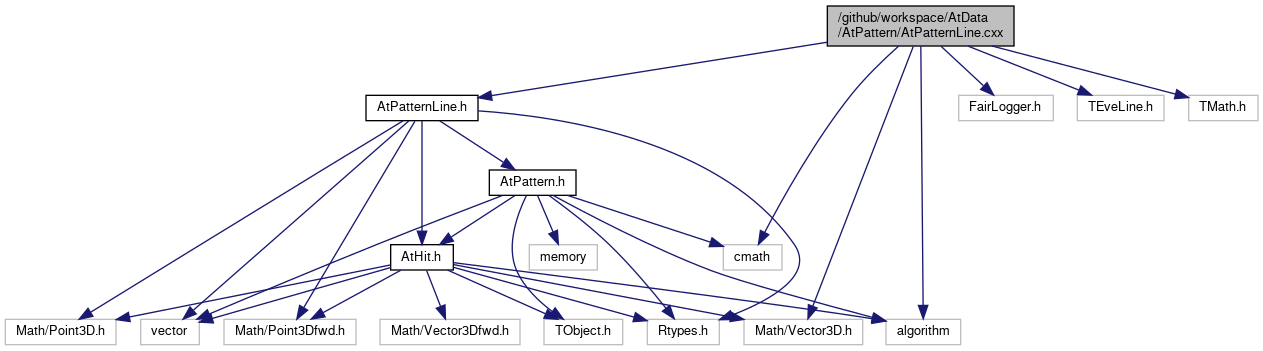 /github/workspace/AtData
/AtPattern/AtPatternLine.cxx
AtPatternLine.h
FairLogger.h
TEveLine.h
TMath.h
AtPattern.h
AtHit.h
memory
cmath
Math/Point3D.h
vector
Math/Point3Dfwd.h
Math/Vector3Dfwd.h
TObject.h
Rtypes.h
Math/Vector3D.h
algorithm